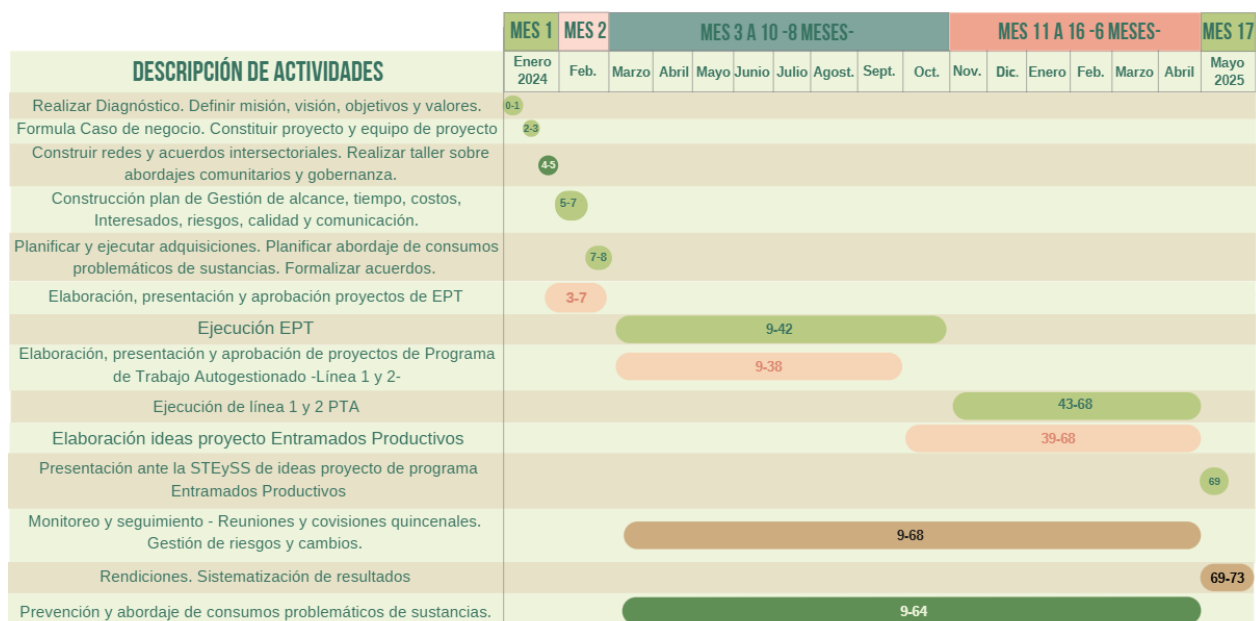 MES 1 MES 2 MES 3 A 10 -8 MESES- MES 11 A 16 -6 MESES- MES 17
DESCRIPCIÓN DE ACTIVIDADES
Enero 2024 Feb. Marzo Abril Mayo Junio Julio Agost. Sept. Oct. Nov. Dic. Enero Feb. Marzo Abril Mayo 2025
Realizar Diagnóstico. Definir misión, visión, objetivos y valores.
0-1
Formula Caso de negocio. Constituir proyecto y equipo de proyecto
2-3
Construir redes y acuerdos intersectoriales. Realizar taller sobre
abordajes comunitarios y gobernanza.
4-5
Construcción plan de Gestión de alcance, tiempo, costos,
Interesados, riesgos, calidad y comunicación.
5-7
Planificar y ejecutar adquisiciones. Planificar abordaje de consumos
problemáticos de sustancias. Formalizar acuerdos.
7-8
Elaboración, presentación y aprobación proyectos de EPT
3-7
Ejecución EPT
9-42
Elaboración, presentación y aprobación de proyectos de Programa
de Trabajo Autogestionado -Línea 1 y 2-
9-38
Ejecución de línea 1 y 2 PTA
43-68
Elaboración ideas proyecto Entramados Productivos
39-68
Presentación ante la STEySS de ideas proyecto de programa
Entramados Productivos
69
Monitoreo y seguimiento - Reuniones y covisiones quincenales.
Gestión de riesgos y cambios.
9-68
Rendiciones. Sistematización de resultados
69-73
Prevención y abordaje de consumos problemáticos de sustancias.
9-64